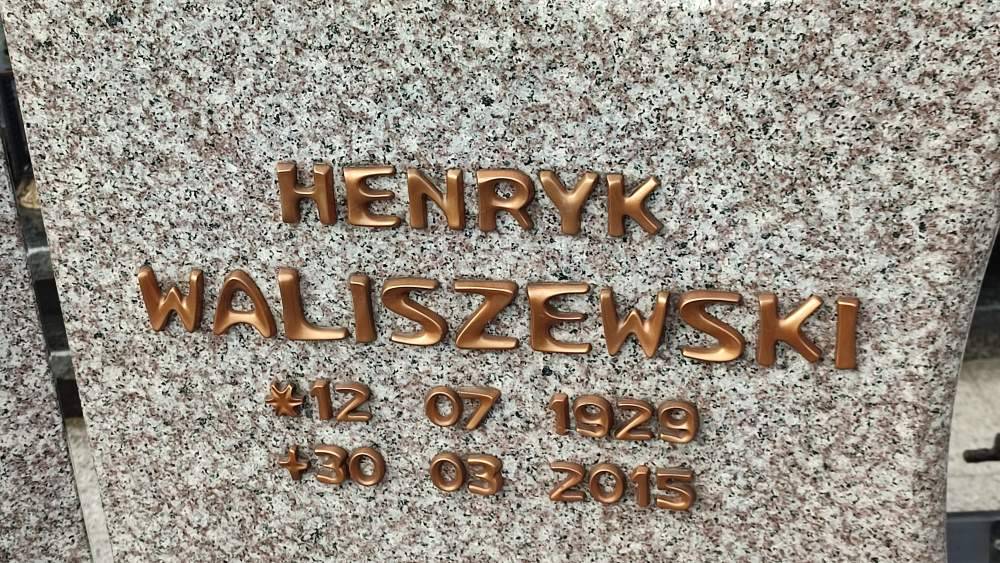 HENRYK
WALISZEWSKI
*12 07 1929
+30 03 2015